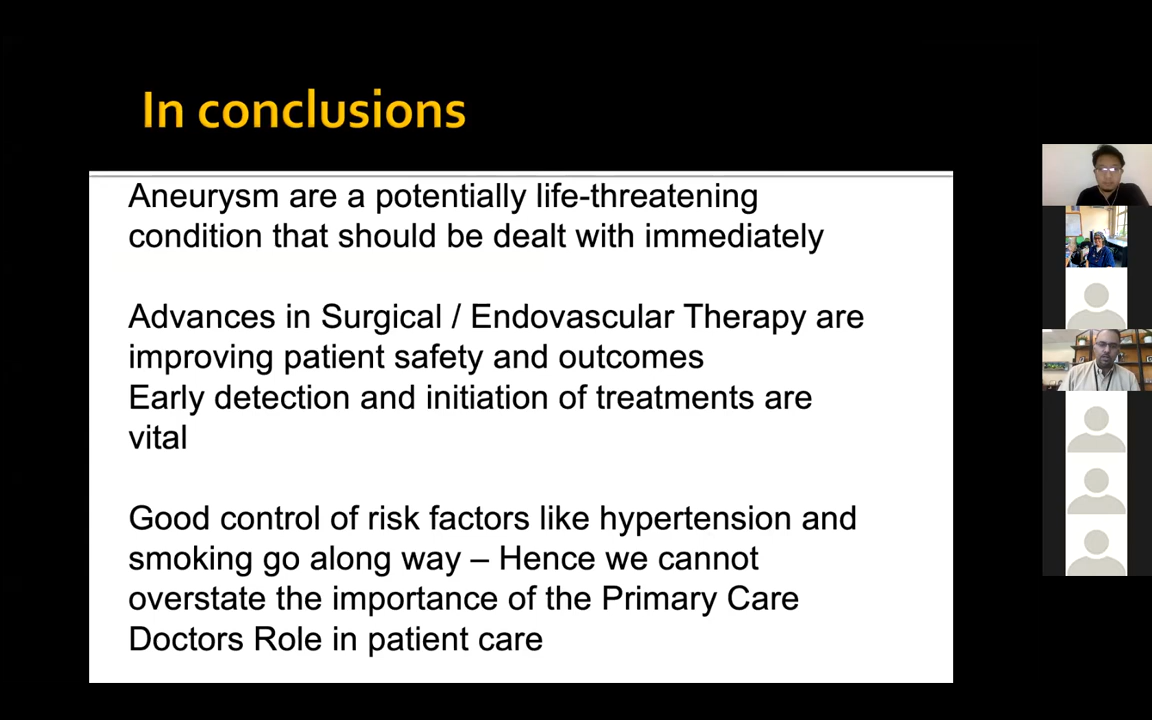 In conclusions
Aneurysm are a potentially life-threatening
condition that should be dealt with immediately
Advances in Surgical / Endovascular Therapy are
improving patient safety and outcomes
Early detection and initiation of treatments are
vital
Good control of risk factors like hypertension and
smoking go along way – Hence we cannot
overstate the importance of the Primary Care
Doctors Role in patient care